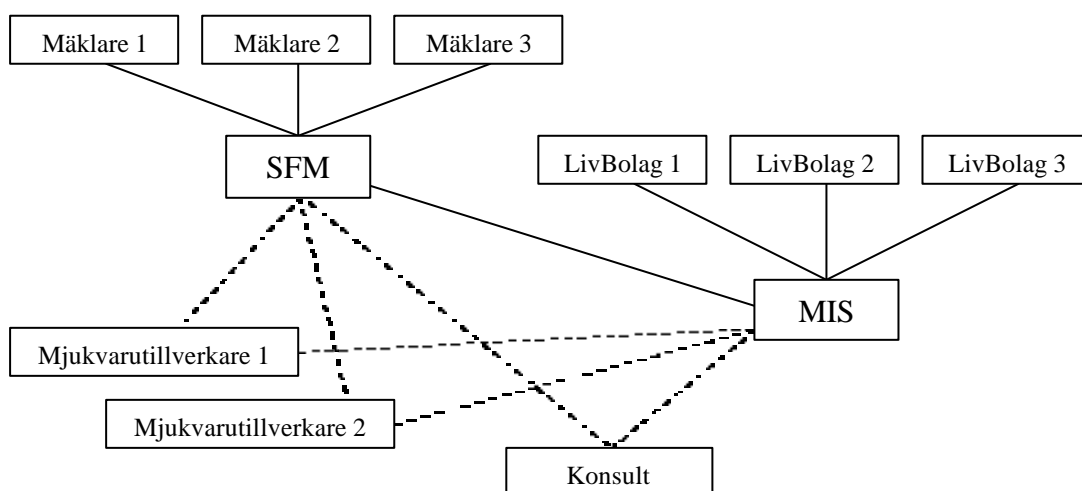 Mäklare 1
Mäklare 2
Mäklare 3
SFM
LivBolag 1
LivBolag 2
LivBolag 3
MIS
Mjukvarutillverkare 1
Mjukvarutillverkare 2
Konsult